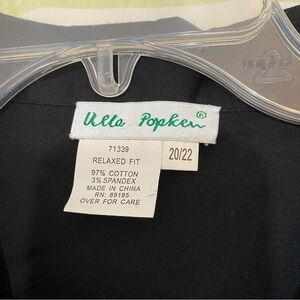 Ulla Popken®
71339
RELAXED FIT
20/22
97% COTTON
3% SPANDEX
MADE IN CHINA
RN: 89185
OVER FOR CARE